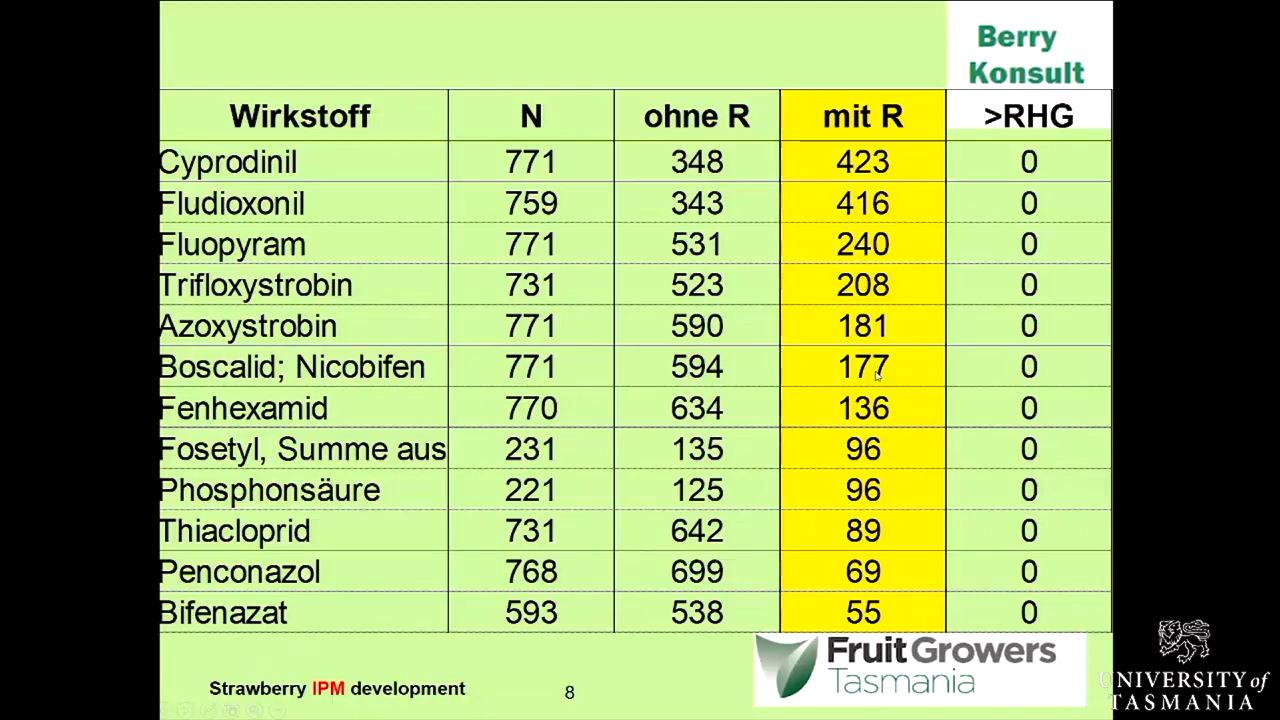 Berry
Konsult
Wirkstoff N ohne R mit R >RHG
Cyprodinil 771 348 423 0
Fludioxonil 759 343 416 0
Fluopyram 771 531 240 0
Trifloxystrobin 731 523 208 0
Azoxystrobin 771 590 181 0
Boscalid; Nicobifen 771 594 177 0
Fenhexamid 770 634 136 0
Fosetyl, Summe aus 231 135 96 0
Phosphonsäure 221 125 96 0
Thiacloprid 731 642 89 0
Penconazol 768 699 69 0
Bifenazat 593 538 55 0
Strawberry IPM development
8
FruitGrowers
Tasmania
UNIVERSITY of
TASMANIA